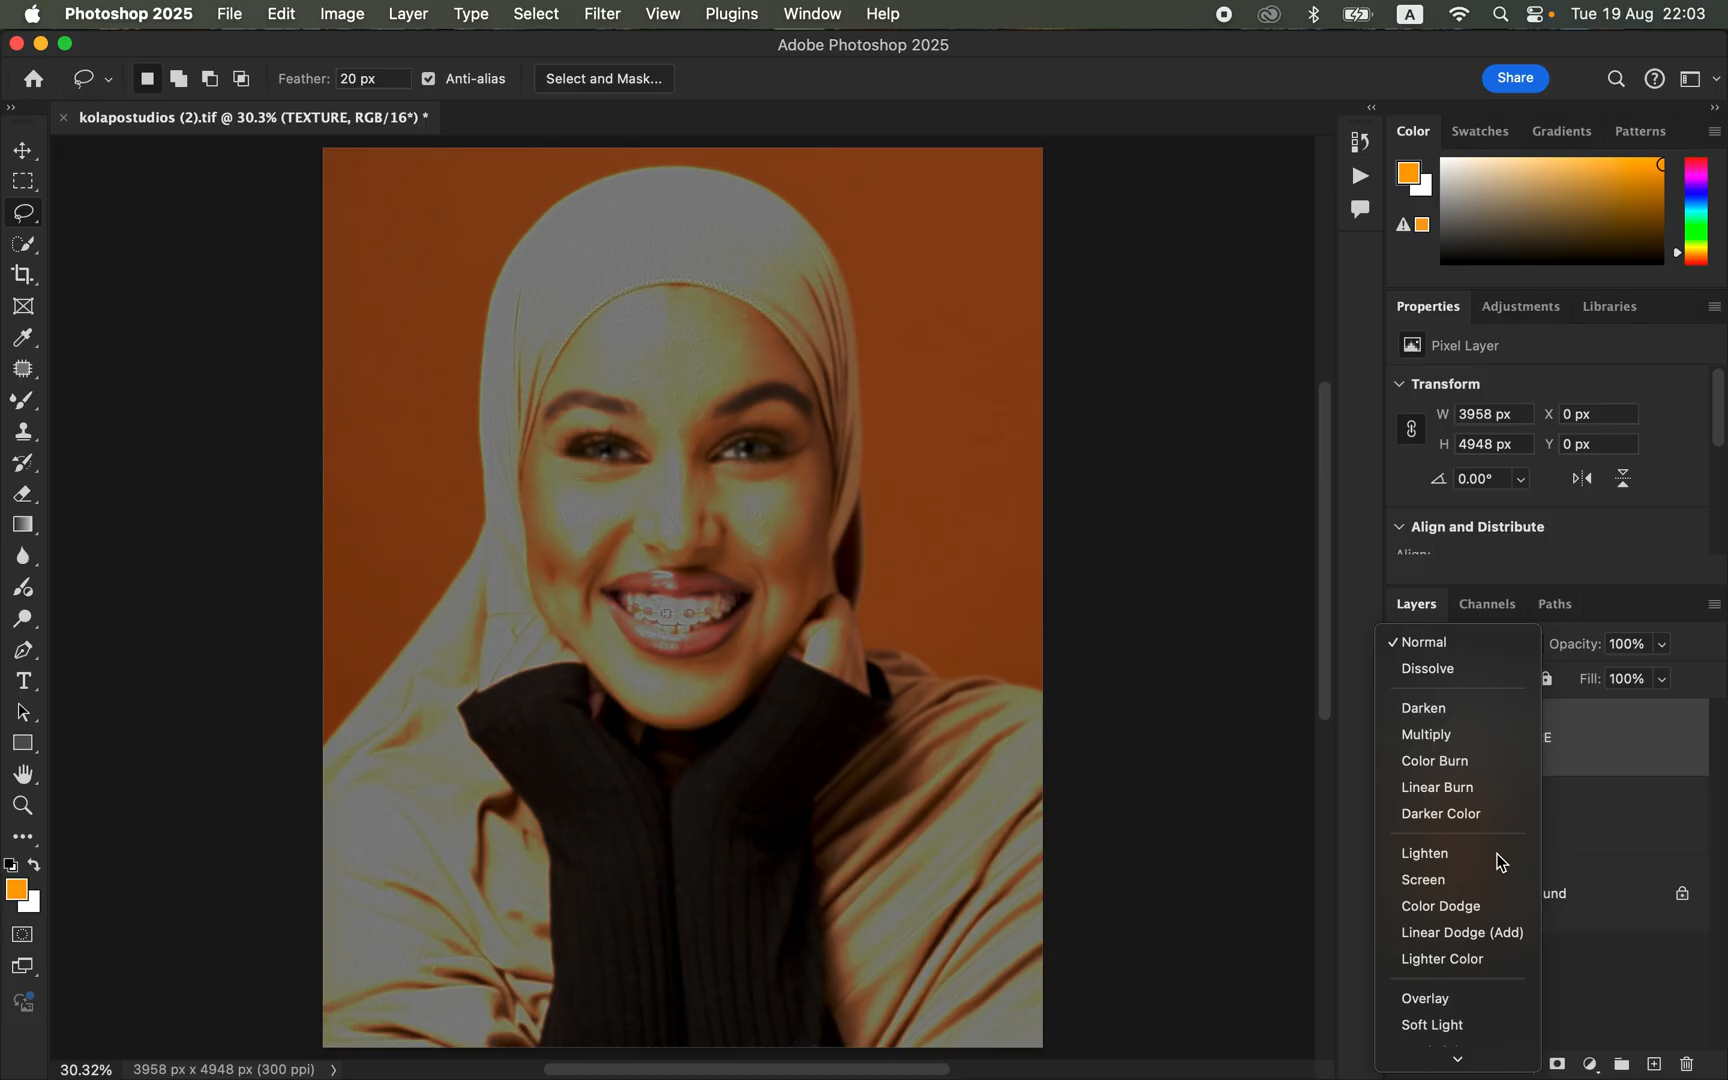 Photoshop 2025 File Edit Image Layer Type Select Filter View Plugins Window Help A Tue 19 Aug 22:03
Adobe Photoshop 2025
Feather: 20 px Anti-alias Select and Mask... Share
kolapostudios (2).tif @ 30.3% (TEXTURE, RGB/16*) *
Color Swatches Gradients Patterns
Properties Adjustments Libraries
Pixel Layer
Transform
W 3958 px X 0 px
H 4948 px Y 0 px
0.00°
Align and Distribute
Align:
Layers Channels Paths
Normal Opacity: 100%
Dissolve Fill: 100%
Darken
Multiply E
Color Burn
Linear Burn
Darker Color
Lighten
Screen
und
Color Dodge
Linear Dodge (Add)
Lighter Color
Overlay
Soft Light
30.32% 3958 px x 4948 px (300 ppi)